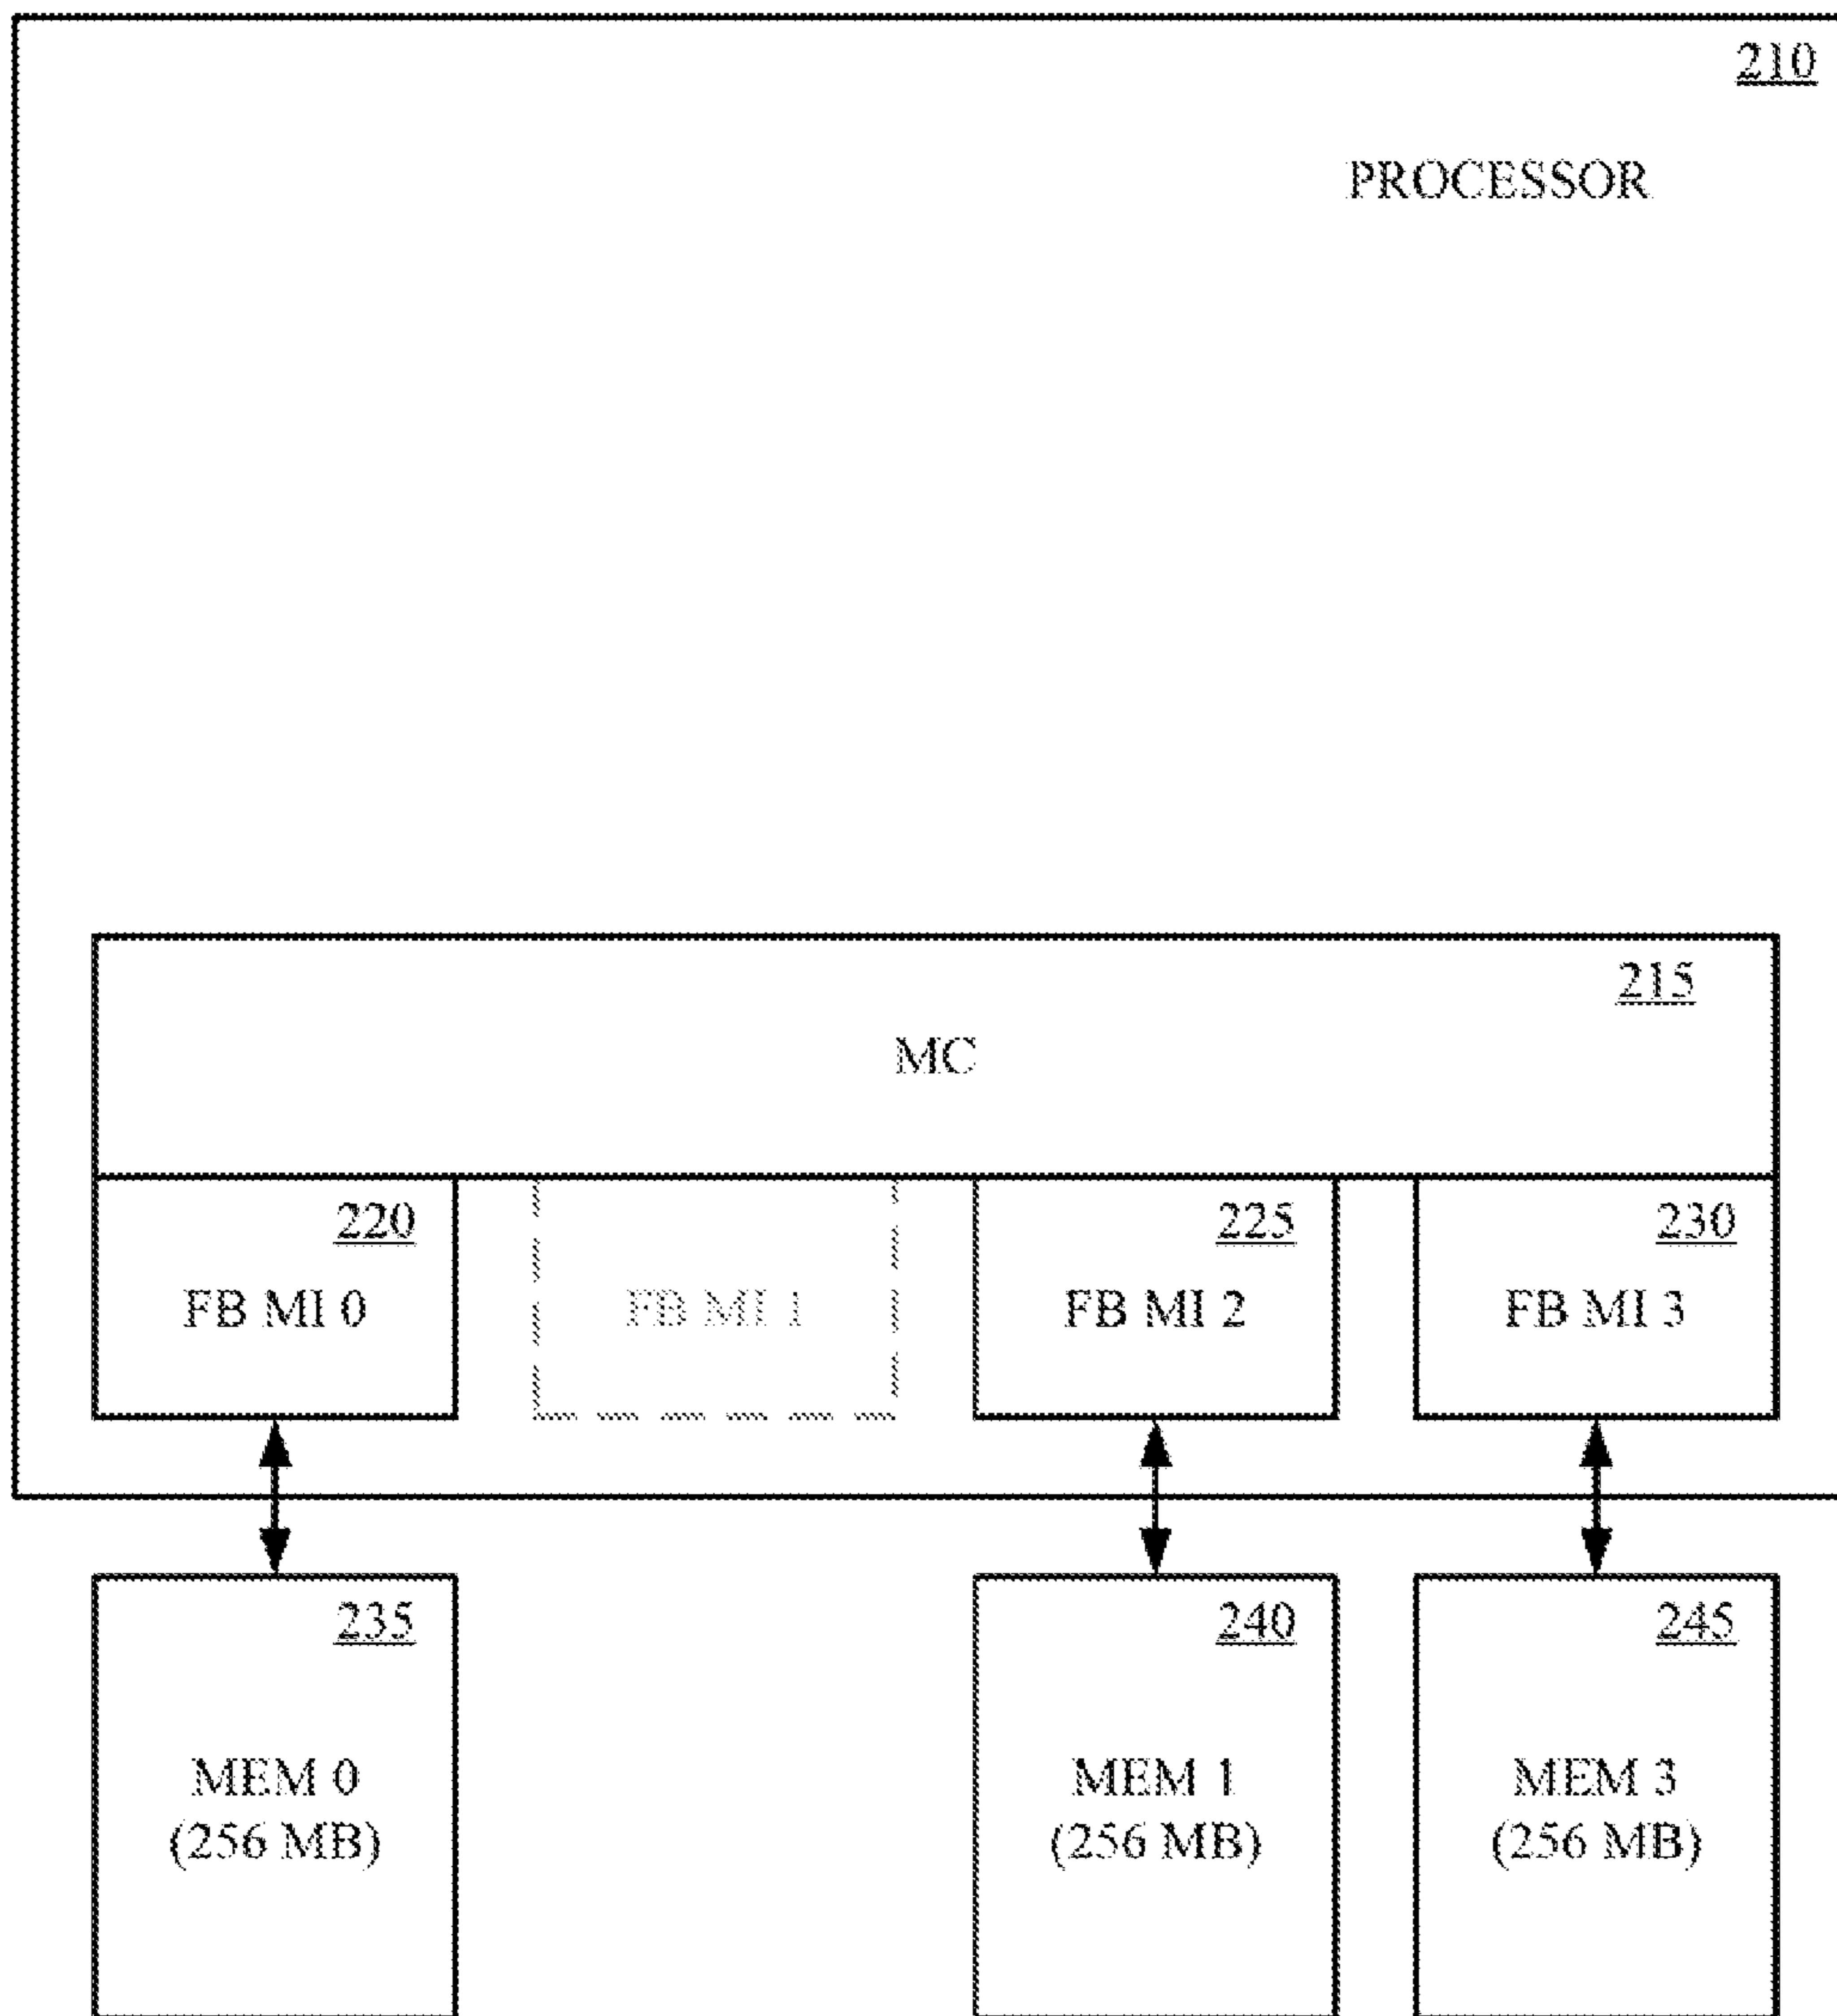 210
PROCESSOR
215
MC
220
225
230
FB MI 0
FB MI 1
FB MI 2
FB MI 3
235
240
245
MEM 0
(256 MB)
MEM 1
(256 MB)
MEM 3
(256 MB)